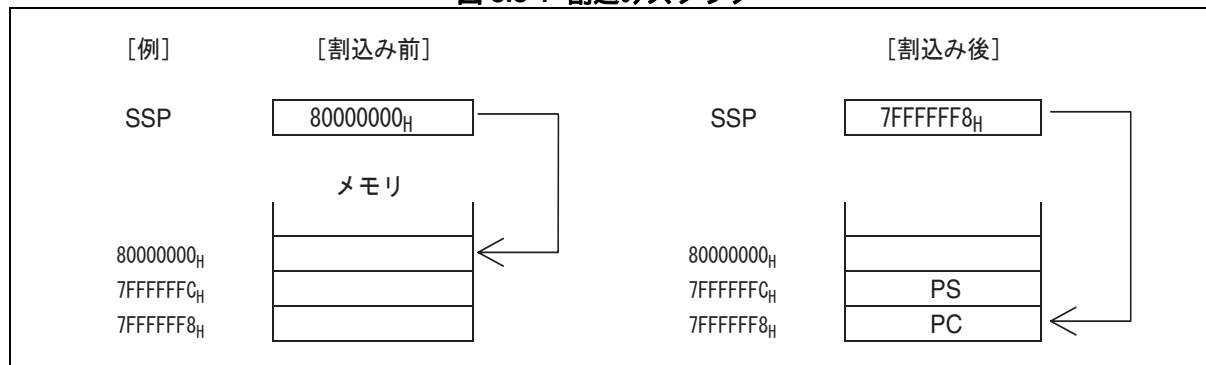 [例] [割込み前] [割込み後]
SSP 80000000H SSP 7FFFFFF8H
メモリ
80000000H 80000000H
7FFFFFFCH 7FFFFFFCH PS
7FFFFFF8H 7FFFFFF8H PC